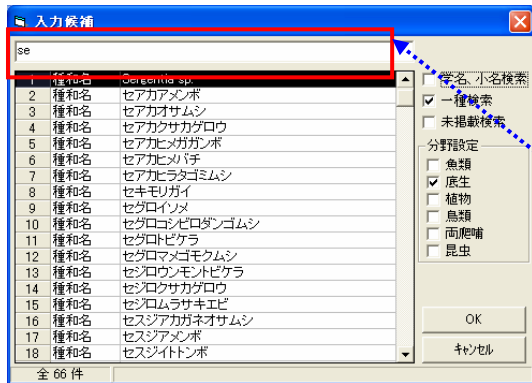 入力候補
se
1 種和名 Sergentia sp.
2 種和名 セアカアメンボ
3 種和名 セアカオサムシ
4 種和名 セアカクサカゲロウ
5 種和名 セアカヒメガガンボ
6 種和名 セアカヒメバチ
7 種和名 セアカヒラタゴミムシ
8 種和名 セキモリガイ
9 種和名 セグロイソメ
10 種和名 セグロコシビロダンゴムシ
11 種和名 セグロトビケラ
12 種和名 セグロマメゴモクムシ
13 種和名 セジロウンモントビケラ
14 種和名 セジロクサカゲロウ
15 種和名 セジロムラサキエビ
16 種和名 セスジアカガネオサムシ
17 種和名 セスジアメンボ
18 種和名 セスジイトトンボ
全 66 件
学名、小名検索
一種検索
未掲載検索
分野設定
魚類
底生
植物
鳥類
両爬哺
昆虫
OK
キャンセル